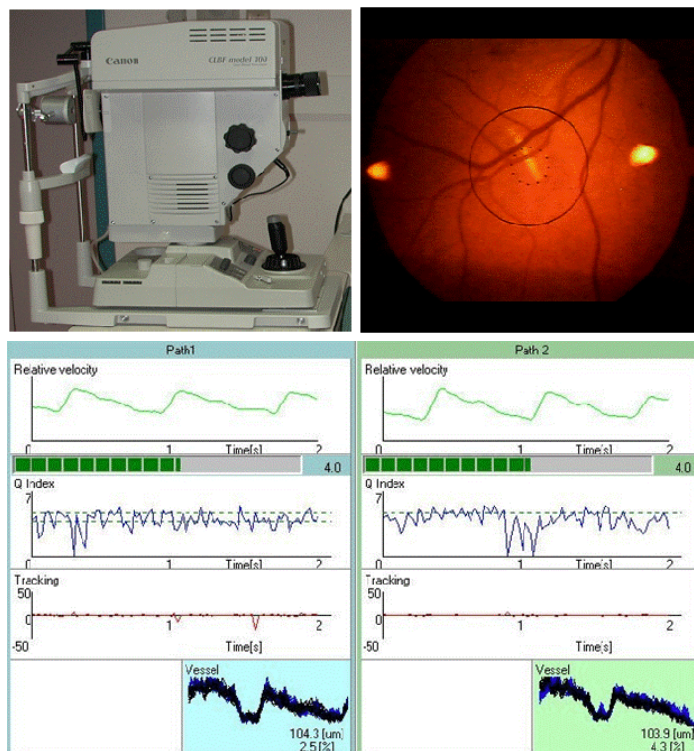 Canon
CLBF model 100
Path1
Relative velocity
0
1
Time[s]
2
4.0
Q Index
7
0
1
Time[s]
2
Tracking
50
0
-50
1
Time[s]
2
Vessel
104.3 [um]
2.5 [%]
Path 2
Relative velocity
0
1
Time[s]
2
4.0
Q Index
7
0
1
Time[s]
2
Tracking
50
0
-50
1
Time[s]
2
Vessel
103.9 [um]
4.3 [%]